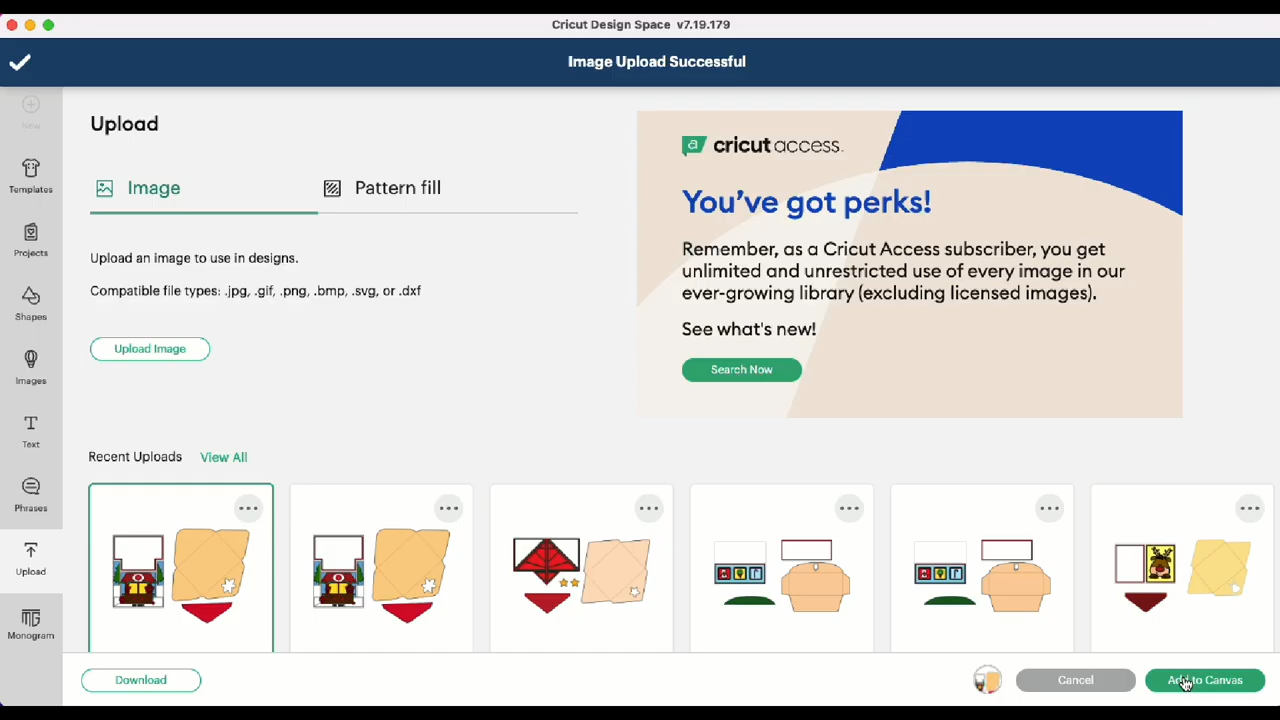 Cricut Design Space v7.19.179
Image Upload Successful
New
Templates
Projects
Shapes
Images
Text
Phrases
Upload
Monogram
Upload
Image
Pattern fill
Upload an image to use in designs.
Compatible file types: .jpg, .gif, .png, .bmp, .svg, or .dxf
Upload Image
a cricut access.
You've got perks!
Remember, as a Cricut Access subscriber, you get
unlimited and unrestricted use of every image in our
ever-growing library (excluding licensed images).
See what's new!
Search Now
Recent Uploads View All
Download
Cancel
Add to Canvas